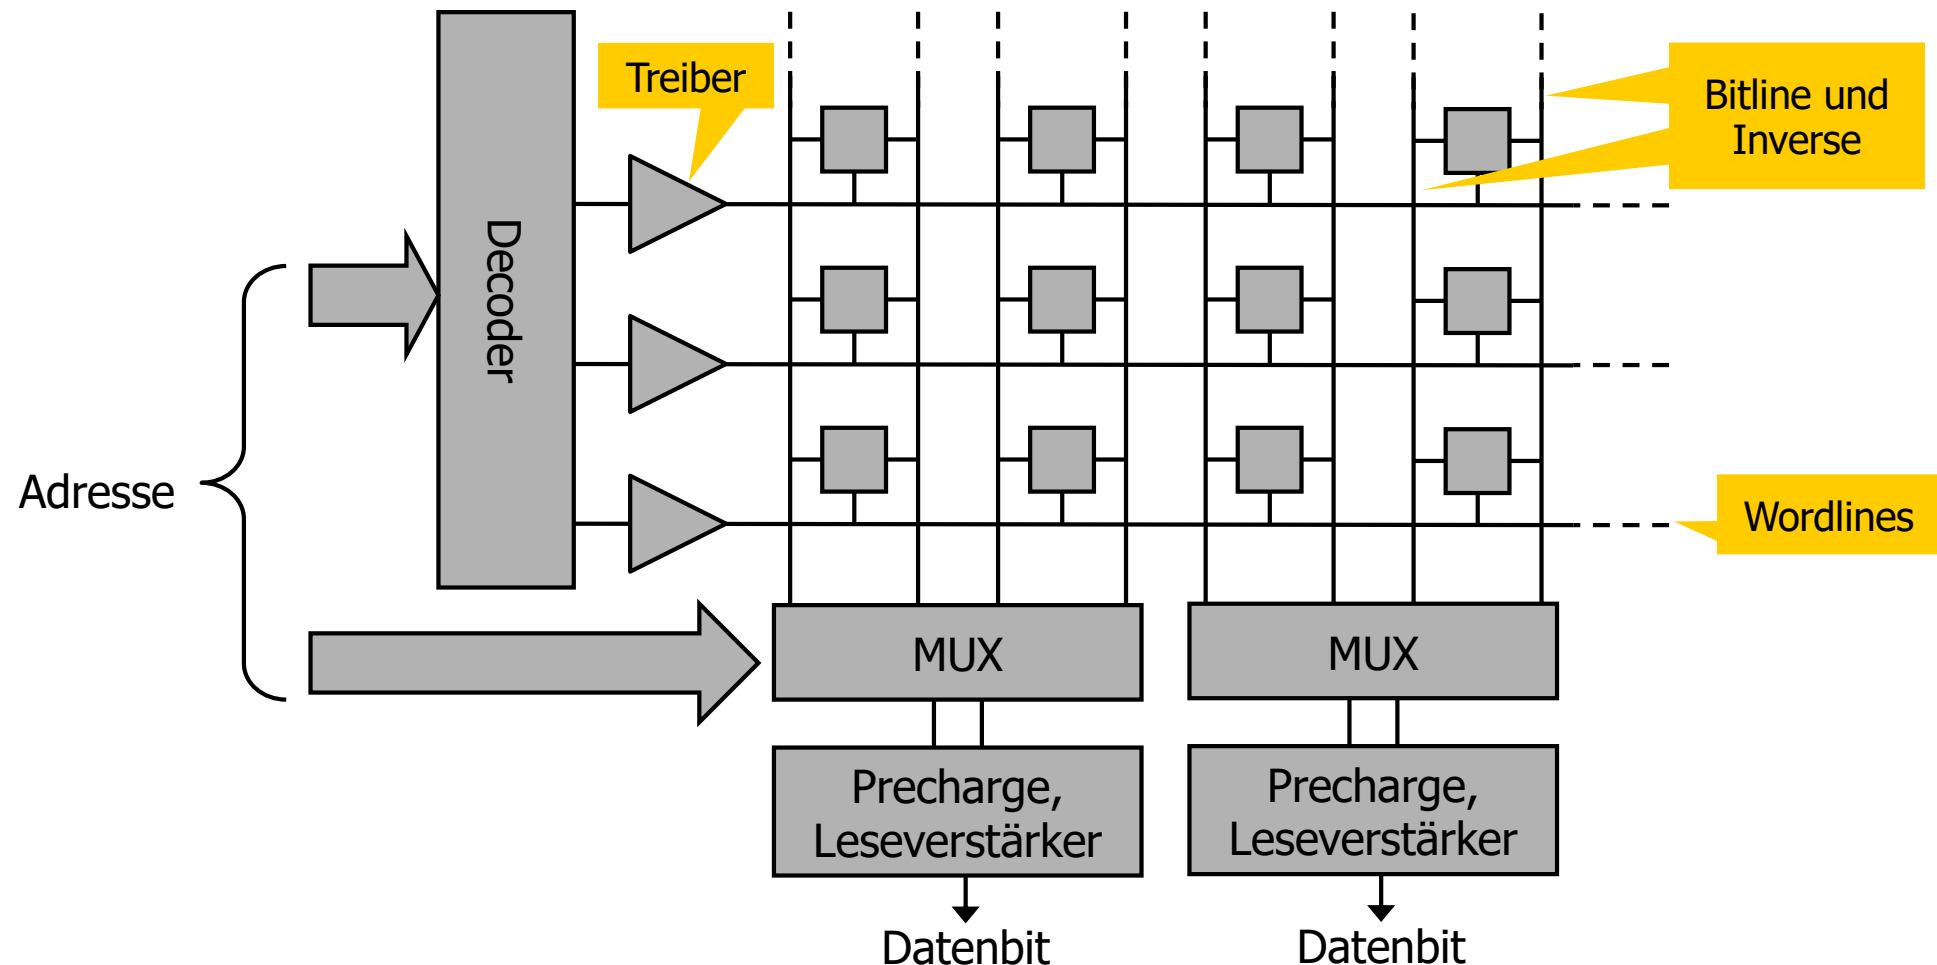 Treiber
Bitline und
Inverse
Decoder
Adresse
Wordlines
MUX
MUX
Precharge,
Leseverstärker
Precharge,
Leseverstärker
Datenbit
Datenbit